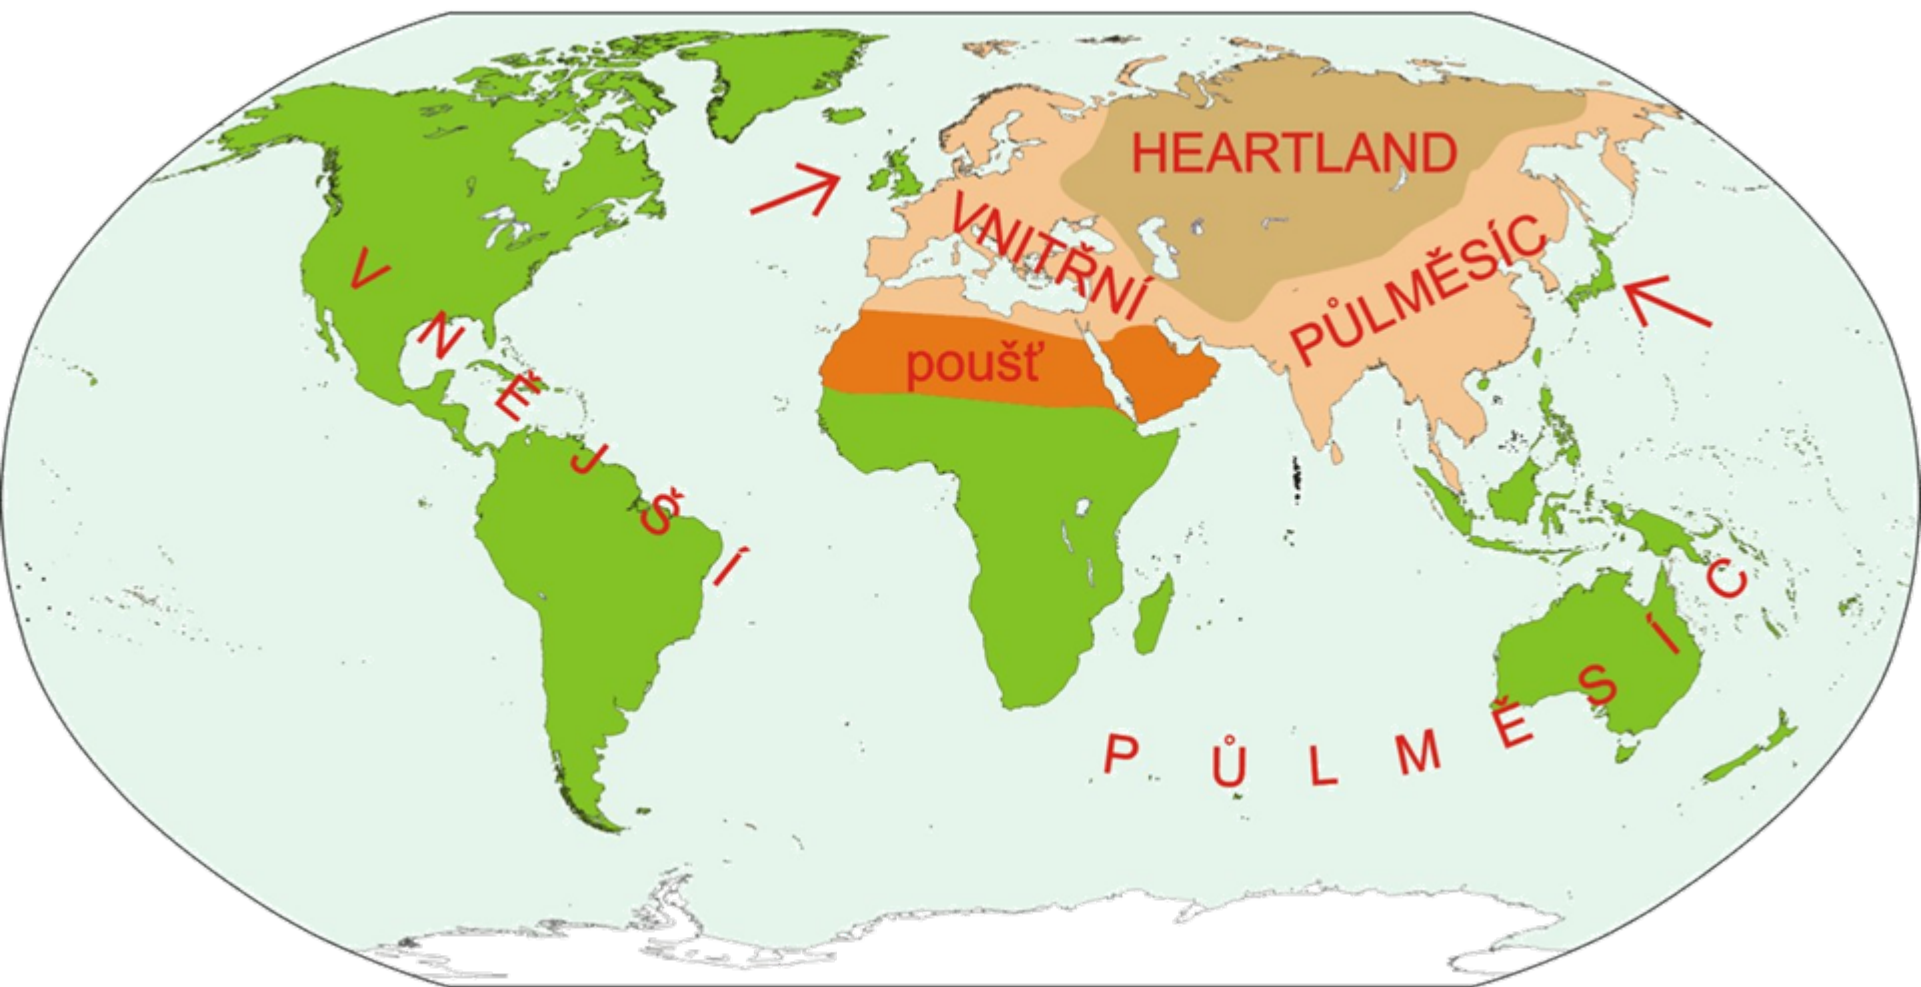 HEARTLAND
VNITŘNÍ
PŮLMĚSÍC
poušť
VNĚJŠÍ
PŮLMĚSÍC